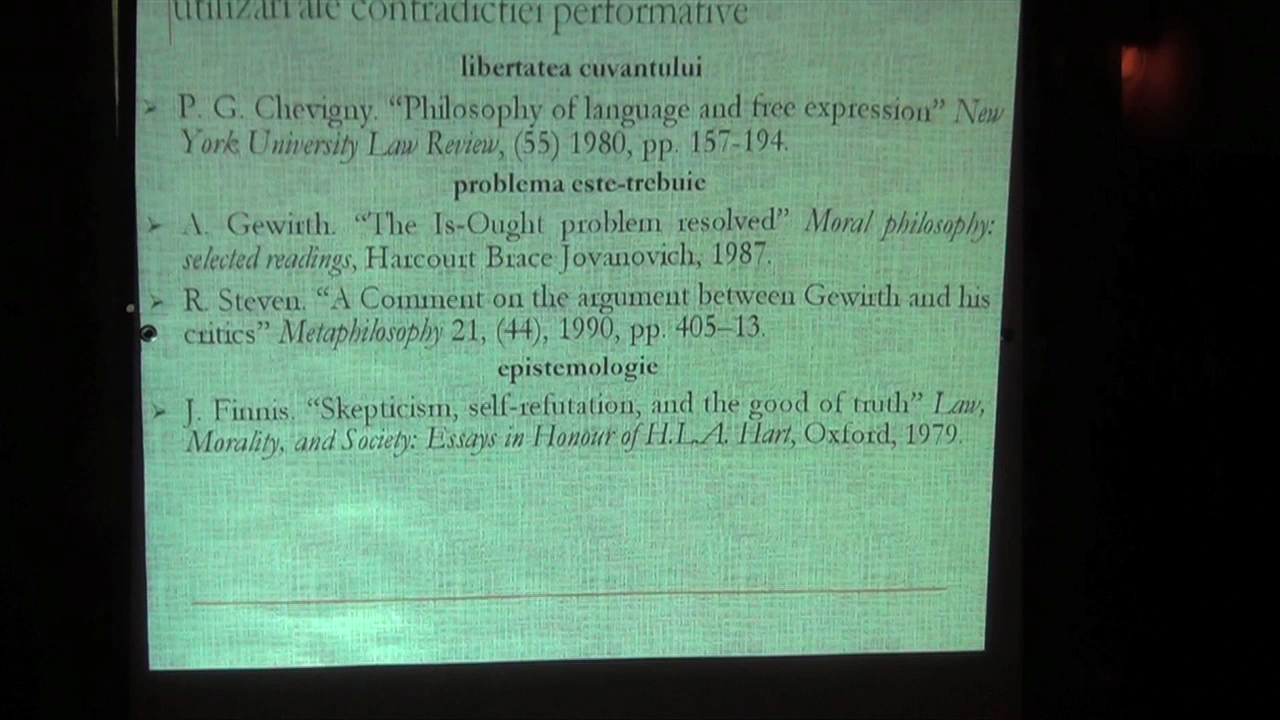 utilizari ale contradictiei performative
libertatea cuvantului
➢ P. G. Chevigny. “Philosophy of language and free expression” New
York University Law Review, (55) 1980, pp. 157-194.
problema este-trebuie
➢ A. Gewirth. “The Is-Ought problem resolved” Moral philosophy:
selected readings, Harcourt Brace Jovanovich, 1987.
➢ R. Steven. “A Comment on the argument between Gewirth and his
critics” Metaphilosophy 21, (44), 1990, pp. 405–13.
epistemologie
➢ J. Finnis. “Skepticism, self-refutation, and the good of truth” Law,
Morality, and Society: Essays in Honour of H.L.A. Hart, Oxford, 1979.